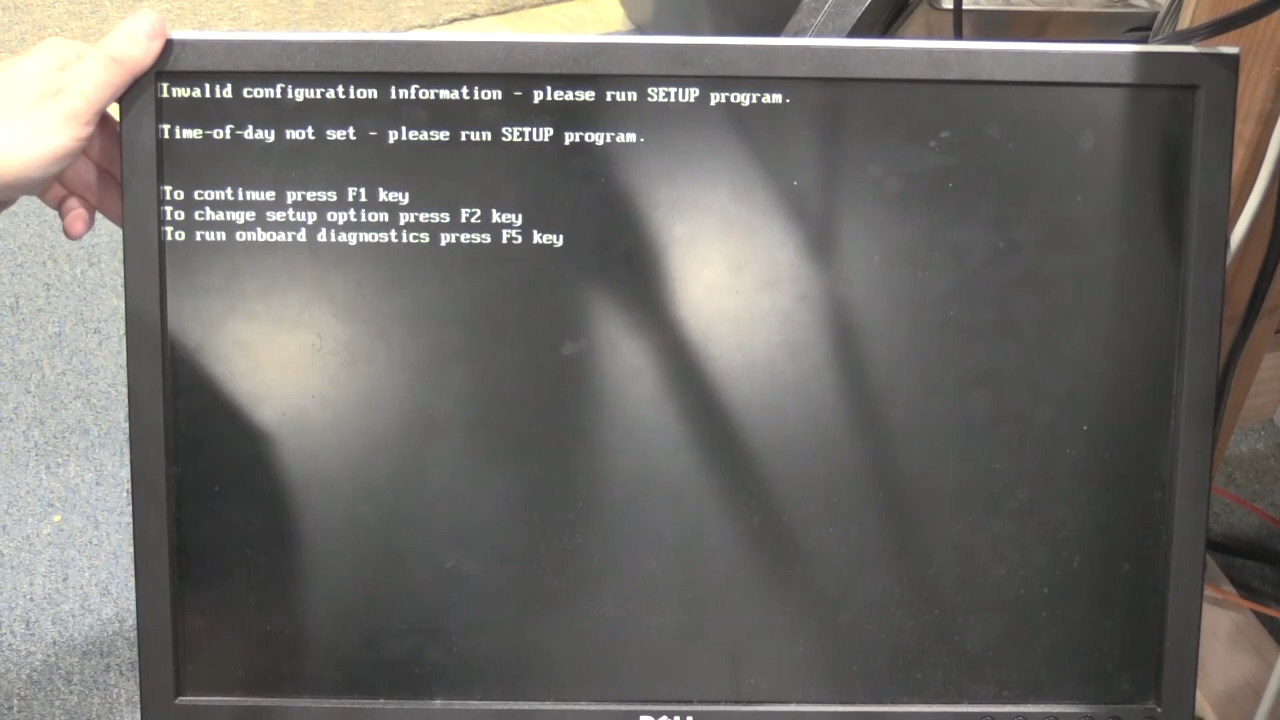 Invalid configuration information - please run SETUP program.
Time-of-day not set - please run SETUP program.
To continue press F1 key
To change setup option press F2 key
To run onboard diagnostics press F5 key
DELL